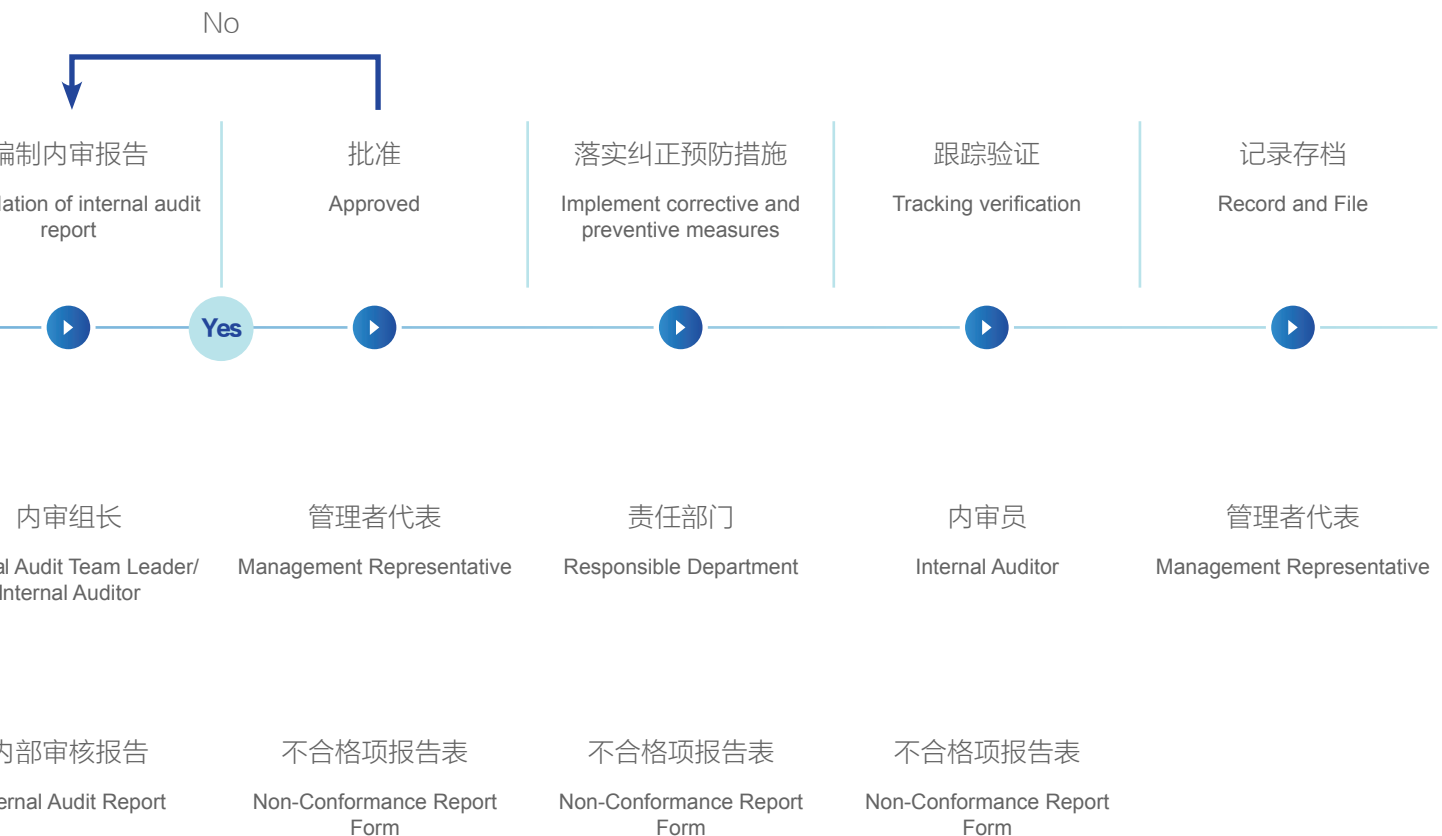 No
编制内审报告
批准
落实纠正预防措施
跟踪验证
记录存档
lation of internal audit
report
Approved
Implement corrective and
preventive measures
Tracking verification
Record and File
Yes
内审组长
管理者代表
责任部门
内审员
管理者代表
al Audit Team Leader/
Internal Auditor
Management Representative
Responsible Department
Internal Auditor
Management Representative
内部审核报告
不合格项报告表
不合格项报告表
不合格项报告表
ernal Audit Report
Non-Conformance Report
Form
Non-Conformance Report
Form
Non-Conformance Report
Form